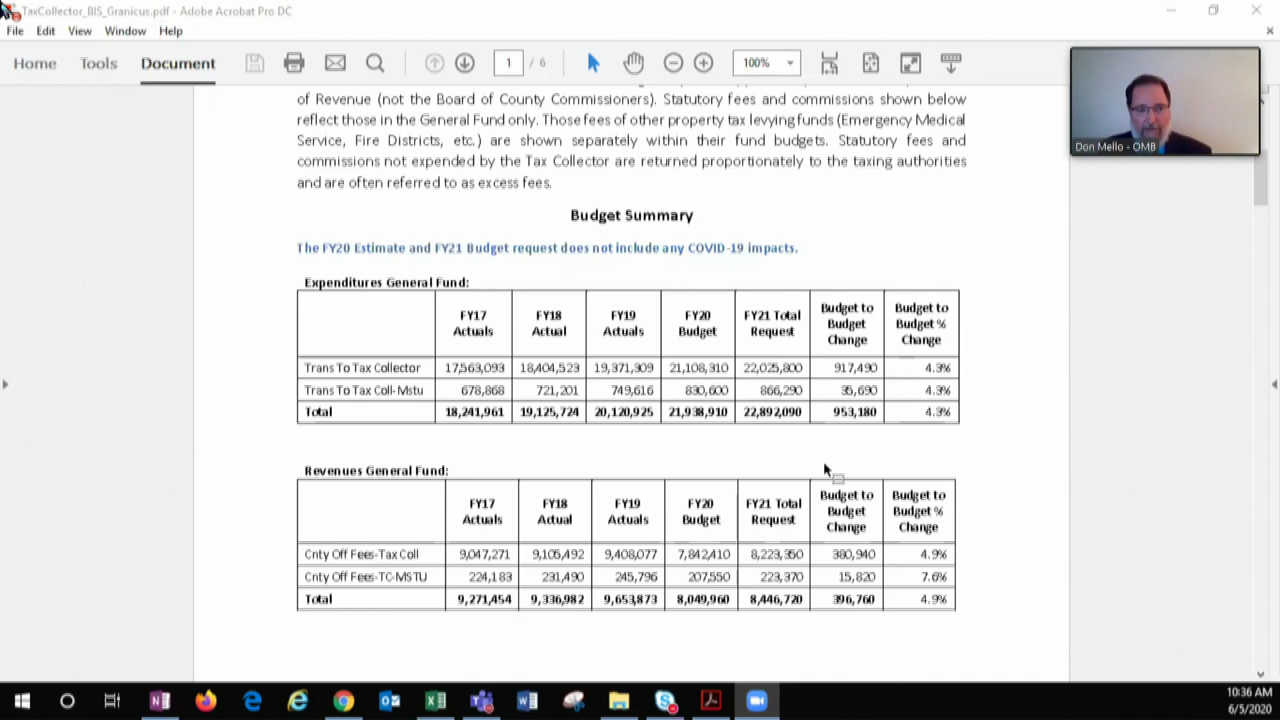 TaxCollector_BIS_Granicus.pdf - Adobe Acrobat Pro DC
File Edit View Window Help
Home Tools Document 1 / 6 100%
of Revenue (not the Board of County Commissioners). Statutory fees and commissions shown below
reflect those in the General Fund only. Those fees of other property tax levying funds (Emergency Medical
Service, Fire Districts, etc.) are shown separately within their fund budgets. Statutory fees and
commissions not expended by the Tax Collector are returned proportionately to the taxing authorities
and are often referred to as excess fees.
Don Mello - OMB
Budget Summary
The FY20 Estimate and FY21 Budget request does not include any COVID-19 impacts.
Expenditures General Fund:
FY17 Actuals FY18 Actual FY19 Actuals FY20 Budget FY21 Total Request Budget to Budget Change Budget to Budget % Change
Trans To Tax Collector 17,563,093 18,404,523 19,371,309 21,108,310 22,025,800 917,490 4.3%
Trans To Tax Coll-Mstu 678,868 721,201 749,616 830,600 866,290 35,690 4.3%
Total 18,241,961 19,125,724 20,120,925 21,938,910 22,892,090 953,180 4.3%
Revenues General Fund:
FY17 Actuals FY18 Actual FY19 Actuals FY20 Budget FY21 Total Request Budget to Budget Change Budget to Budget % Change
Cnty Off Fees-Tax Coll 9,047,271 9,105,492 9,408,077 7,842,410 8,223,350 380,940 4.9%
Cnty Off Fees-TC-MSTU 224,183 231,490 245,796 207,550 223,370 15,820 7.6%
Total 9,271,454 9,336,982 9,653,873 8,049,960 8,446,720 396,760 4.9%
10:36 AM
6/5/2020